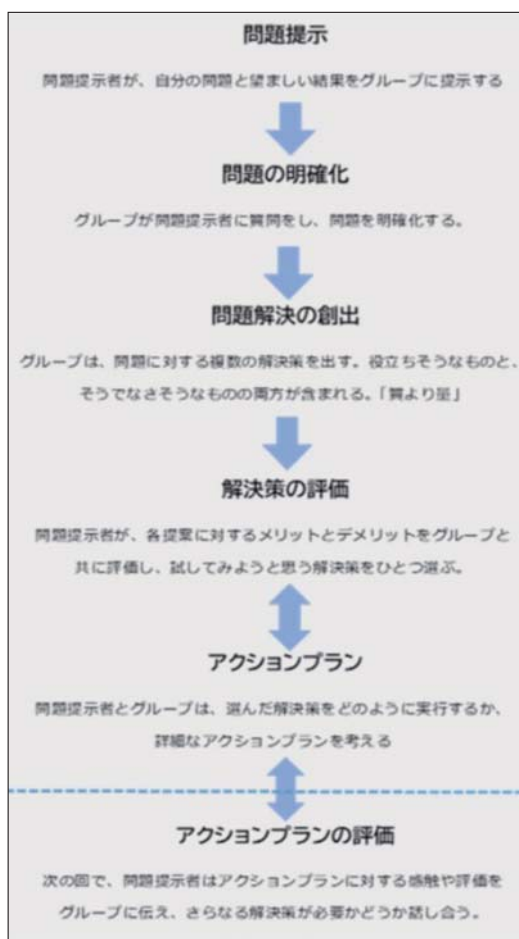 問題提示
問題提示者が、自分の問題と望ましい結果をグループに提示する
問題の明確化
グループが問題提示者に質問をし、問題を明確化する。
問題解決の創出
グループは、問題に対する複数の解決策を出す。役立ちそうなものと、
そうでなさそうなものの両方が含まれる。「質より量」
解決策の評価
問題提示者が、各提案に対するメリットとデメリットをグループと
共に評価し、試してみようと思う解決策をひとつ選ぶ。
アクションプラン
問題提示者とグループは、選んだ解決策をどのように実行するか、
詳細なアクションプランを考える
アクションプランの評価
次の回で、問題提示者はアクションプランに対する感触や評価を
グループに伝え、さらなる解決策が必要かどうか話し合う。